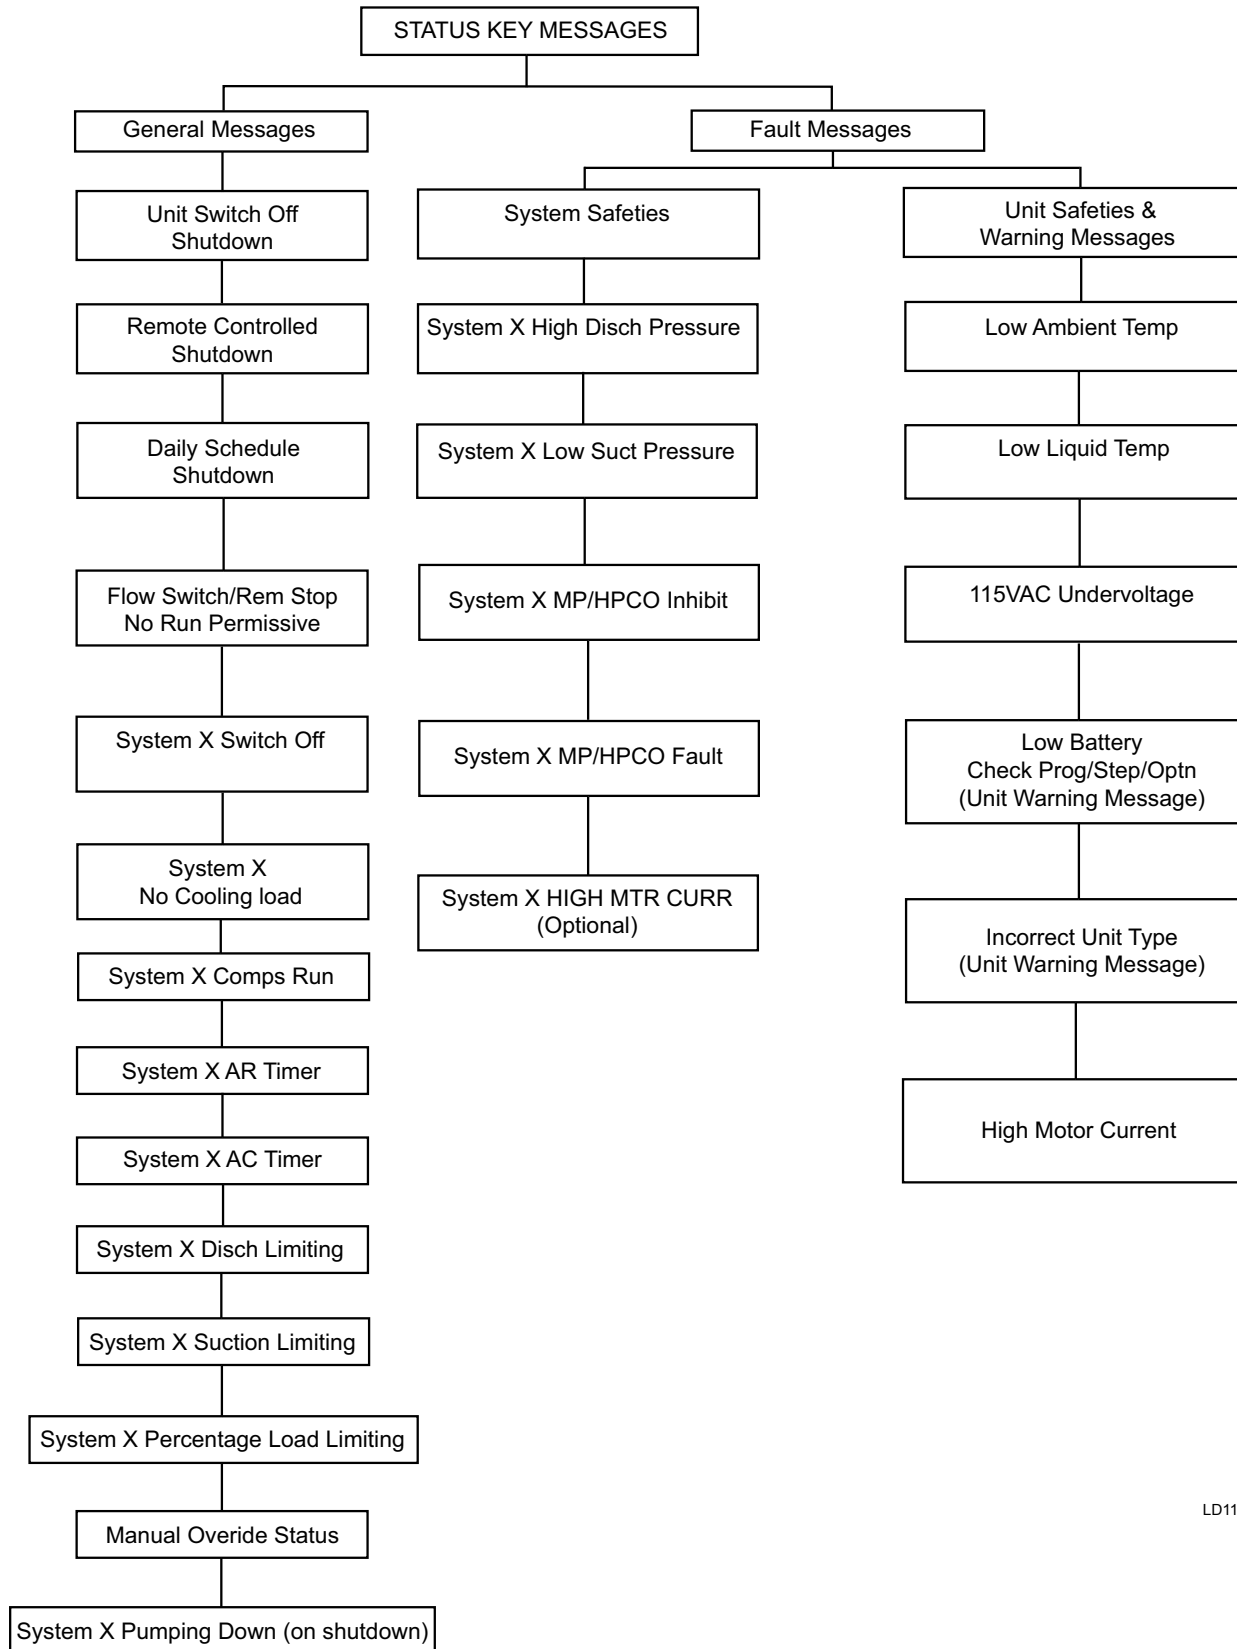 STATUS KEY MESSAGES
General Messages
Unit Switch Off
Shutdown
Remote Controlled
Shutdown
Daily Schedule
Shutdown
Flow Switch/Rem Stop
No Run Permissive
System X Switch Off
System X
No Cooling load
System X Comps Run
System X AR Timer
System X AC Timer
System X Disch Limiting
System X Suction Limiting
System X Percentage Load Limiting
Manual Overide Status
System X Pumping Down (on shutdown)
Fault Messages
System Safeties
System X High Disch Pressure
System X Low Suct Pressure
System X MP/HPCO Inhibit
System X MP/HPCO Fault
System X HIGH MTR CURR
(Optional)
Unit Safeties &
Warning Messages
Low Ambient Temp
Low Liquid Temp
115VAC Undervoltage
Low Battery
Check Prog/Step/Optn
(Unit Warning Message)
Incorrect Unit Type
(Unit Warning Message)
High Motor Current
LD11